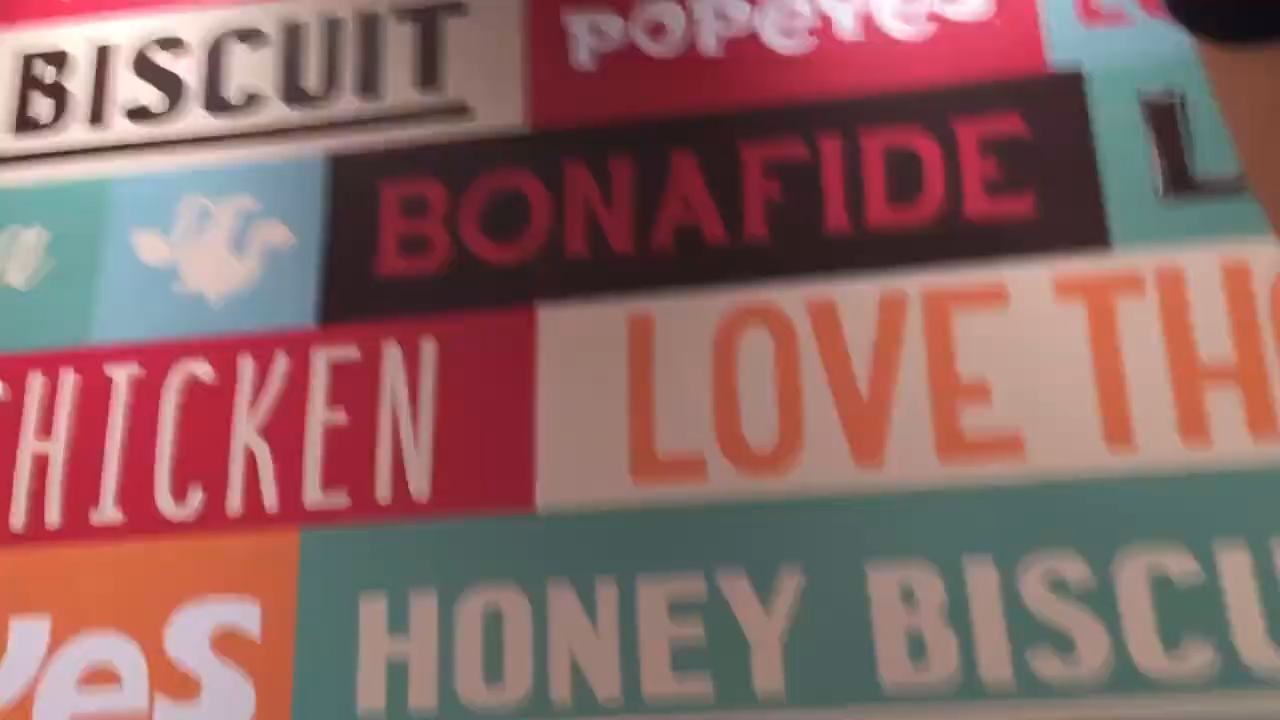 BISCUIT POPEYES
BONAFIDE L
CHICKEN LOVE TH
yes HONEY BISCU